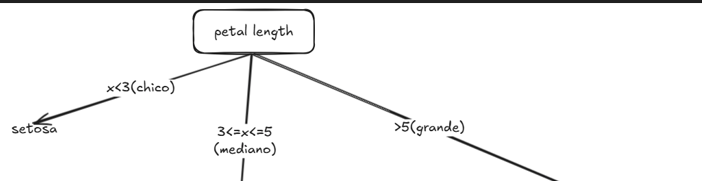 petal length
x<3(chico)
setosa
3<=x<=5
(mediano)
>5(grande)